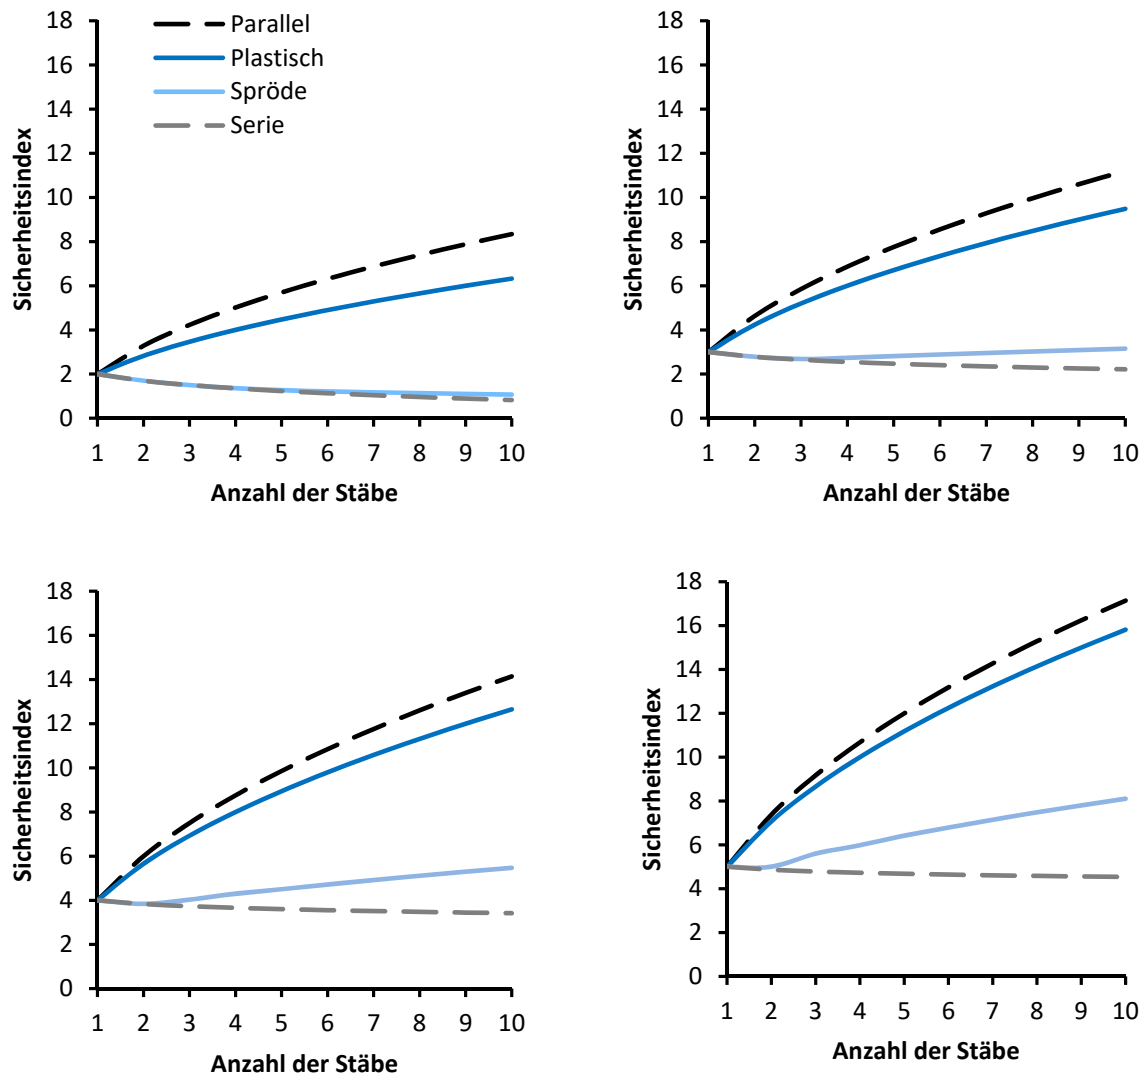 18
16
14
12
10
8
6
4
2
0
Sicherheitsindex
Parallel
Plastisch
Spröde
Serie
1 2 3 4 5 6 7 8 9 10
Anzahl der Stäbe
18
16
14
12
10
8
6
4
2
0
Sicherheitsindex
1 2 3 4 5 6 7 8 9 10
Anzahl der Stäbe
18
16
14
12
10
8
6
4
2
0
Sicherheitsindex
1 2 3 4 5 6 7 8 9 10
Anzahl der Stäbe
18
16
14
12
10
8
6
4
2
0
Sicherheitsindex
1 2 3 4 5 6 7 8 9 10
Anzahl der Stäbe